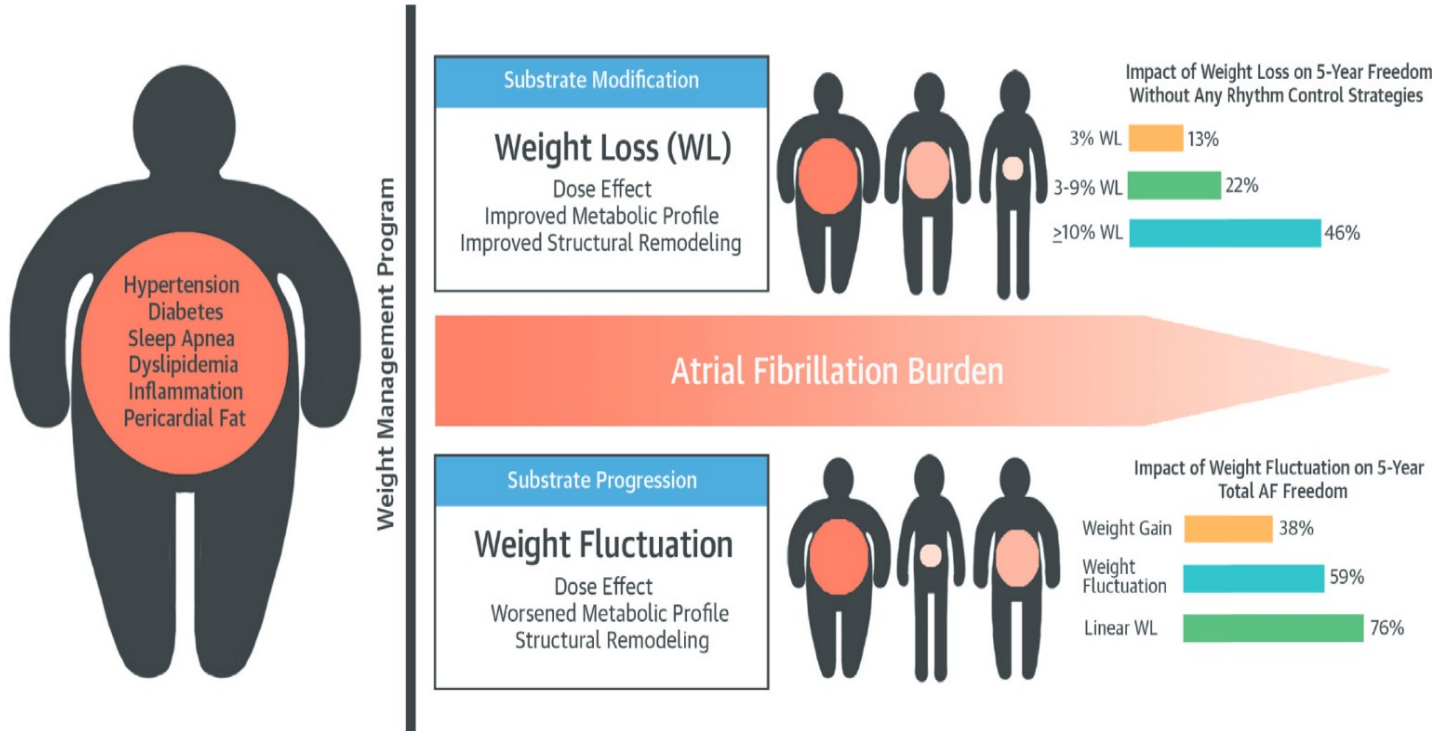 Hypertension
Diabetes
Sleep Apnea
Dyslipidemia
Inflammation
Pericardial Fat
Weight Management Program
Substrate Modification
Weight Loss (WL)
Dose Effect
Improved Metabolic Profile
Improved Structural Remodeling
Impact of Weight Loss on 5-Year Freedom
Without Any Rhythm Control Strategies
3% WL 13%
3-9% WL 22%
≥10% WL 46%
Atrial Fibrillation Burden
Substrate Progression
Weight Fluctuation
Dose Effect
Worsened Metabolic Profile
Structural Remodeling
Impact of Weight Fluctuation on 5-Year
Total AF Freedom
Weight Gain 38%
Weight
Fluctuation 59%
Linear WL 76%